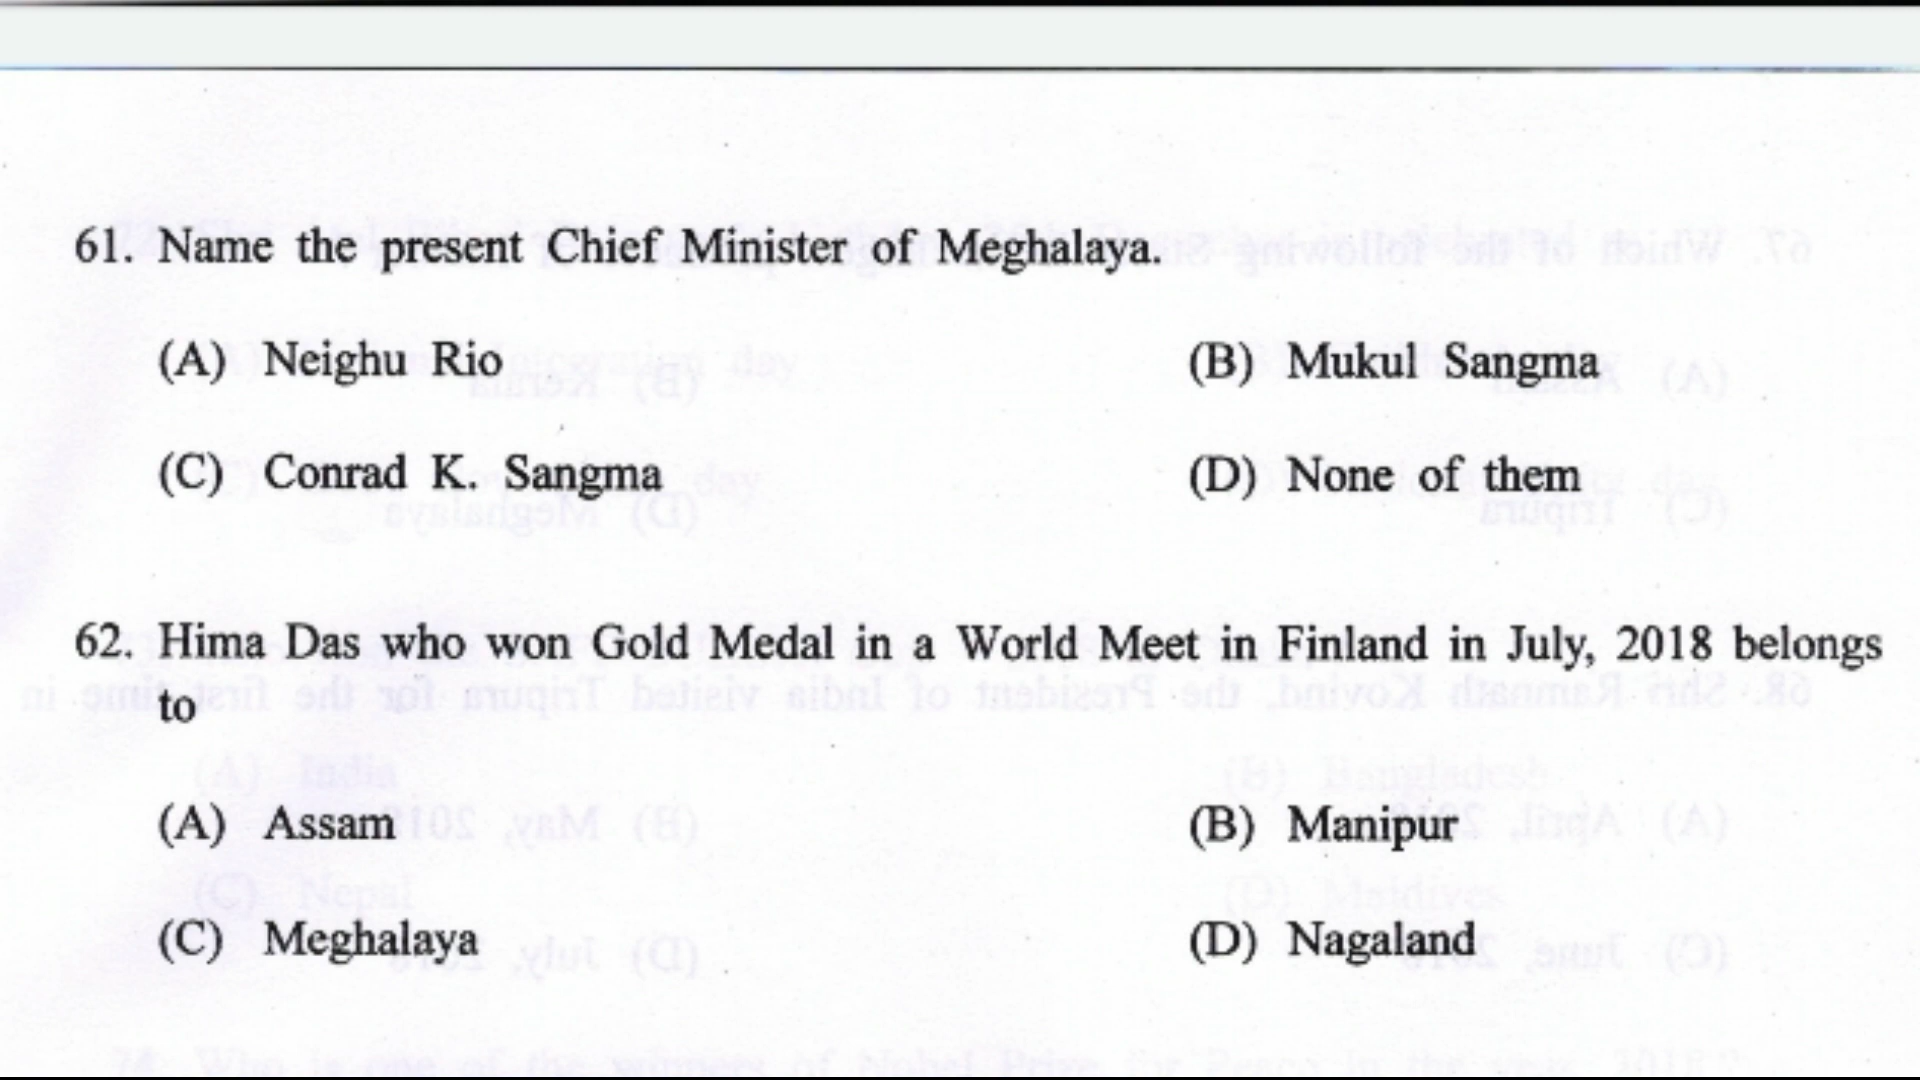 61. Name the present Chief Minister of Meghalaya.
(A) Neighu Rio (B) Mukul Sangma
(C) Conrad K. Sangma (D) None of them
62. Hima Das who won Gold Medal in a World Meet in Finland in July, 2018 belongs
to
(A) Assam (B) Manipur
(C) Meghalaya (D) Nagaland